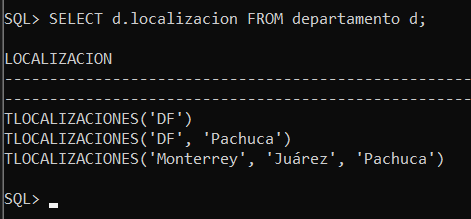 SQL> SELECT d.localizacion FROM departamento d;
LOCALIZACION
--------------------------------------------------
--------------------------------------------------
TLOCALIZACIONES('DF')
TLOCALIZACIONES('DF', 'Pachuca')
TLOCALIZACIONES('Monterrey', 'Juárez', 'Pachuca')
SQL>